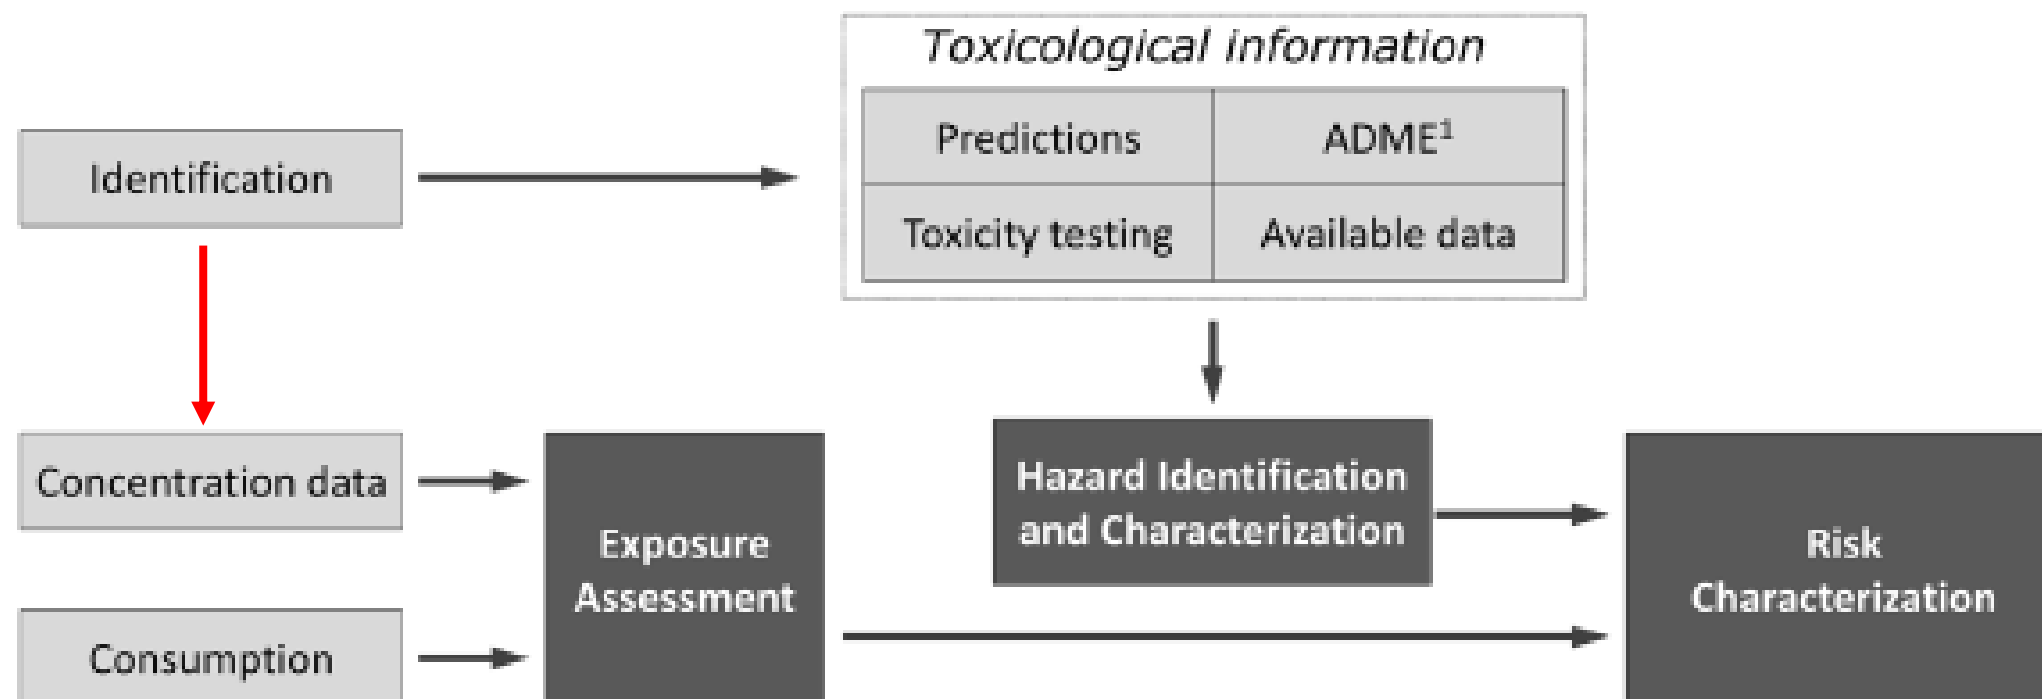 Toxicological information
Predictions
ADME¹
Identification
Toxicity testing
Available data
Concentration data
Hazard Identification
and Characterization
Exposure
Assessment
Risk
Characterization
Consumption